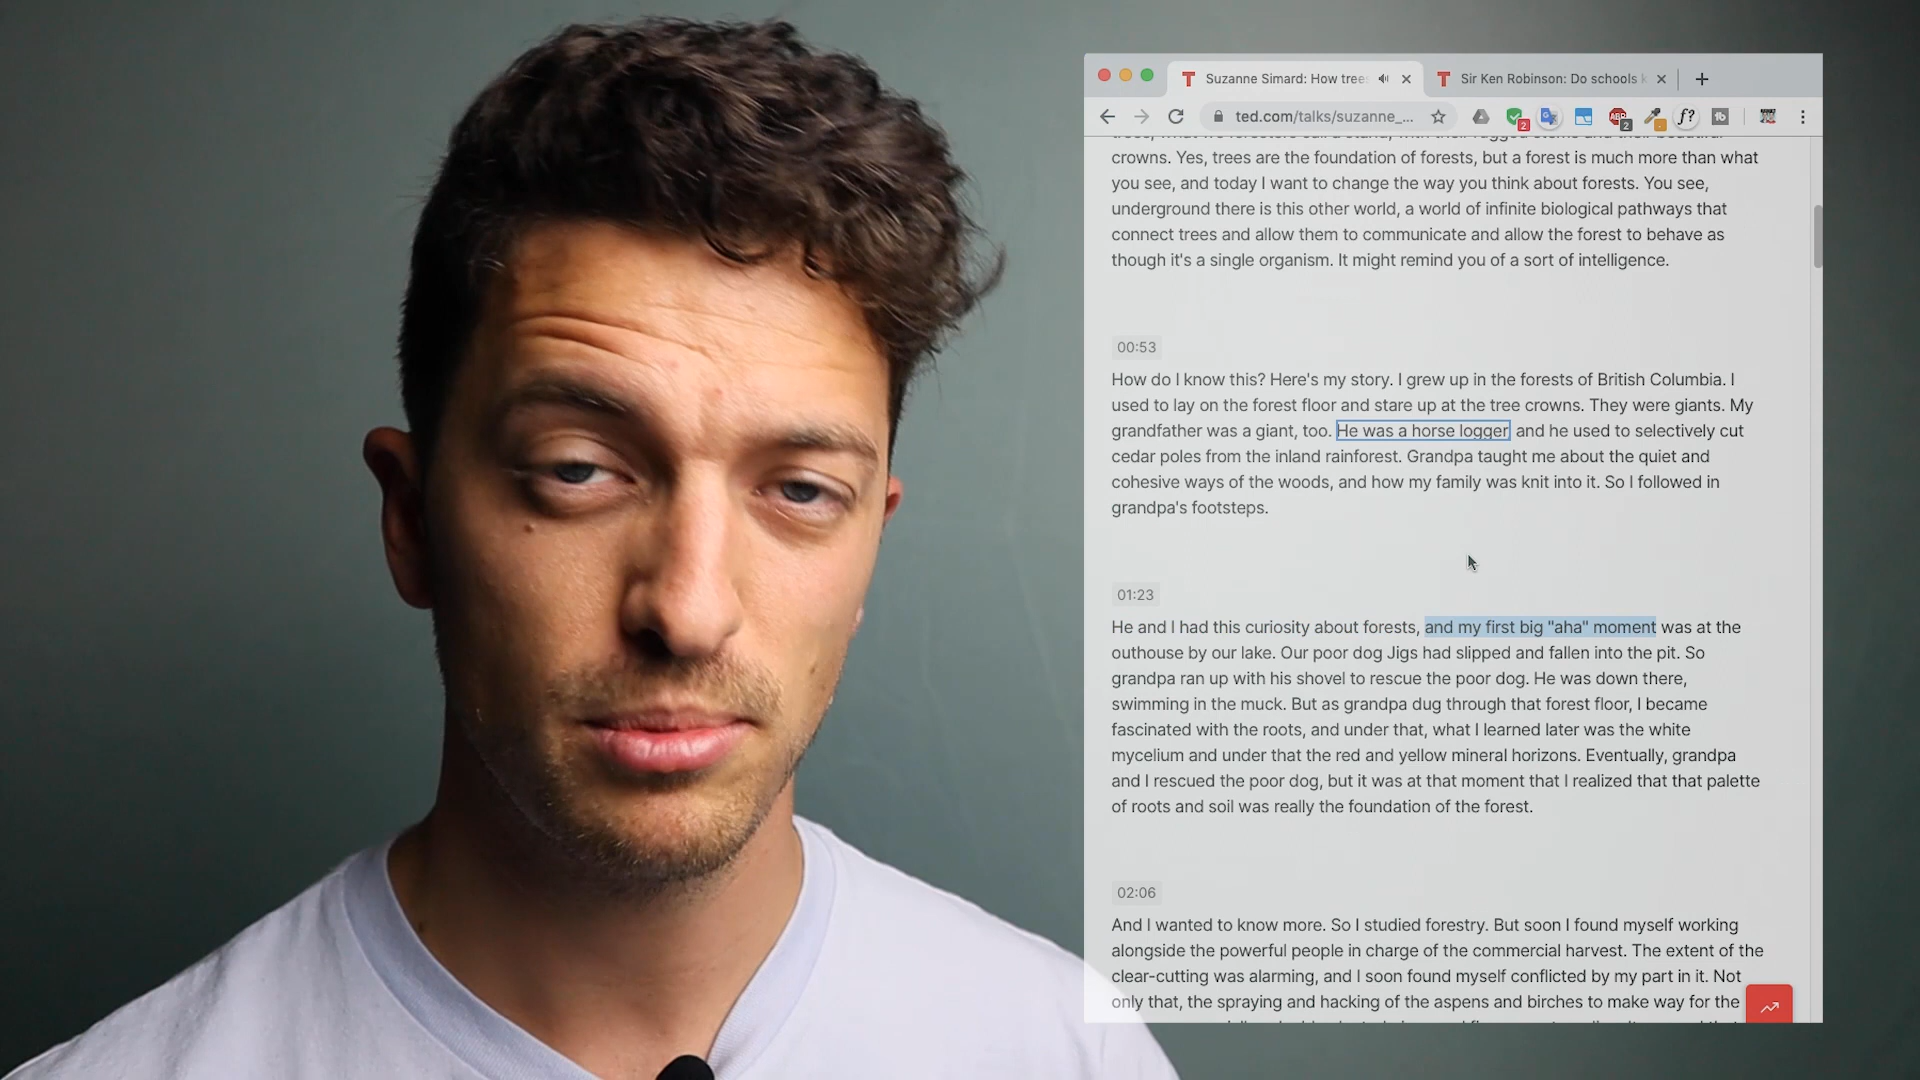 Suzanne Simard: How tree
Sir Ken Robinson: Do schools k
ted.com/talks/suzanne_...
2
ABP
2
f?
crowns. Yes, trees are the foundation of forests, but a forest is much more than what
you see, and today I want to change the way you think about forests. You see,
underground there is this other world, a world of infinite biological pathways that
connect trees and allow them to communicate and allow the forest to behave as
though it's a single organism. It might remind you of a sort of intelligence.
00:53
How do I know this? Here's my story. I grew up in the forests of British Columbia. I
used to lay on the forest floor and stare up at the tree crowns. They were giants. My
grandfather was a giant, too. He was a horse logger and he used to selectively cut
cedar poles from the inland rainforest. Grandpa taught me about the quiet and
cohesive ways of the woods, and how my family was knit into it. So I followed in
grandpa's footsteps.
01:23
He and I had this curiosity about forests, and my first big "aha" moment was at the
outhouse by our lake. Our poor dog Jigs had slipped and fallen into the pit. So
grandpa ran up with his shovel to rescue the poor dog. He was down there,
swimming in the muck. But as grandpa dug through that forest floor, I became
fascinated with the roots, and under that, what I learned later was the white
mycelium and under that the red and yellow mineral horizons. Eventually, grandpa
and I rescued the poor dog, but it was at that moment that I realized that that palette
of roots and soil was really the foundation of the forest.
02:06
And I wanted to know more. So I studied forestry. But soon I found myself working
alongside the powerful people in charge of the commercial harvest. The extent of the
clear-cutting was alarming, and I soon found myself conflicted by my part in it. Not
only that, the spraying and hacking of the aspens and birches to make way for the